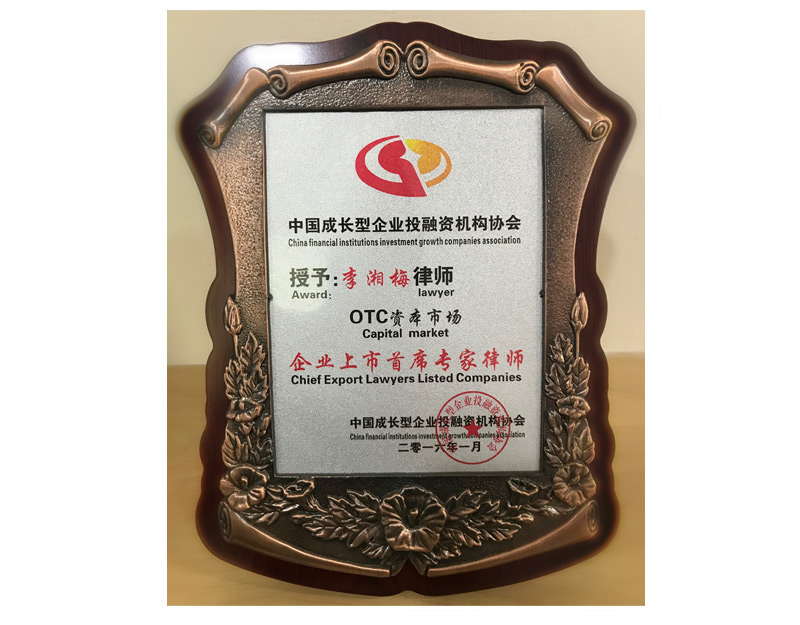 中国成长型企业投融资机构协会
China financial institutions investment growth companies association
授予:李湘梅律师
Award: lawyer
OTC资本市场
Capital market
企业上市首席专家律师
Chief Export Lawyers Listed Companies
中国成长型企业投融资机构协会
China financial institutions investment growth companies association
二零一六年一月